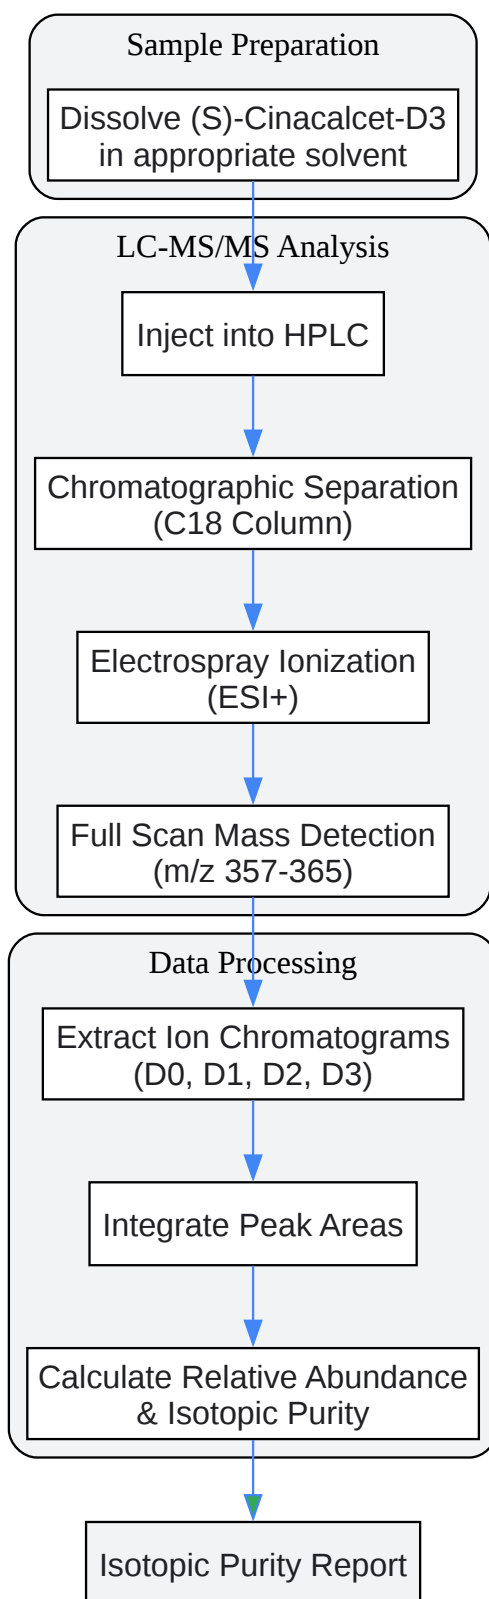 Sample Preparation
Dissolve (S)-Cinacalcet-D3
in appropriate solvent
LC-MS/MS Analysis
Inject into HPLC
Chromatographic Separation
(C18 Column)
Electrospray Ionization
(ESI+)
Full Scan Mass Detection
(m/z 357-365)
Data Processing
Extract Ion Chromatograms
(D0, D1, D2, D3)
Integrate Peak Areas
Calculate Relative Abundance
& Isotopic Purity
Isotopic Purity Report